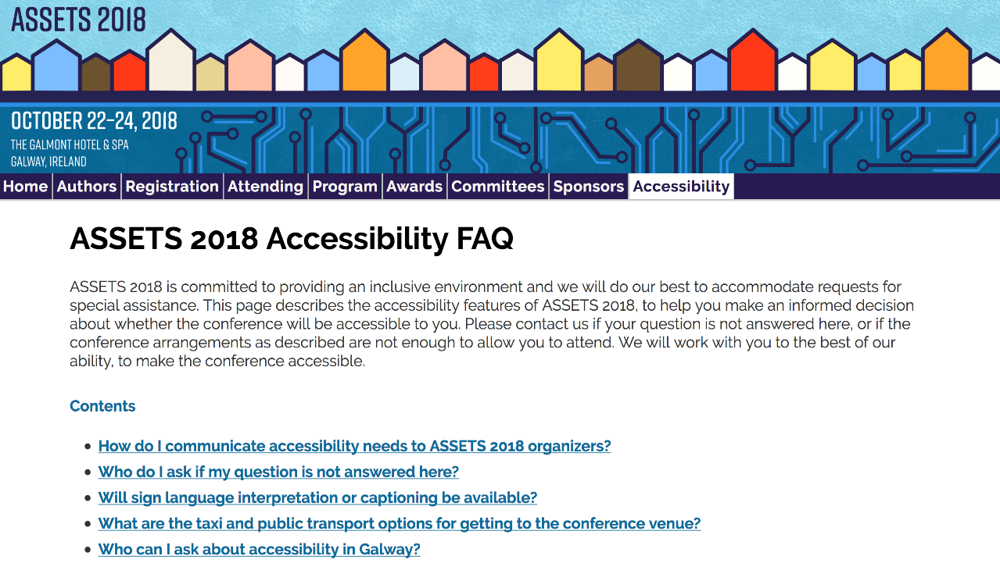 ASSETS 2018
OCTOBER 22–24, 2018
THE GALMONT HOTEL & SPA
GALWAY, IRELAND
Home Authors Registration Attending Program Awards Committees Sponsors Accessibility
ASSETS 2018 Accessibility FAQ
ASSETS 2018 is committed to providing an inclusive environment and we will do our best to accommodate requests for
special assistance. This page describes the accessibility features of ASSETS 2018, to help you make an informed decision
about whether the conference will be accessible to you. Please contact us if your question is not answered here, or if the
conference arrangements as described are not enough to allow you to attend. We will work with you to the best of our
ability, to make the conference accessible.
Contents
• How do I communicate accessibility needs to ASSETS 2018 organizers?
• Who do I ask if my question is not answered here?
• Will sign language interpretation or captioning be available?
• What are the taxi and public transport options for getting to the conference venue?
• Who can I ask about accessibility in Galway?